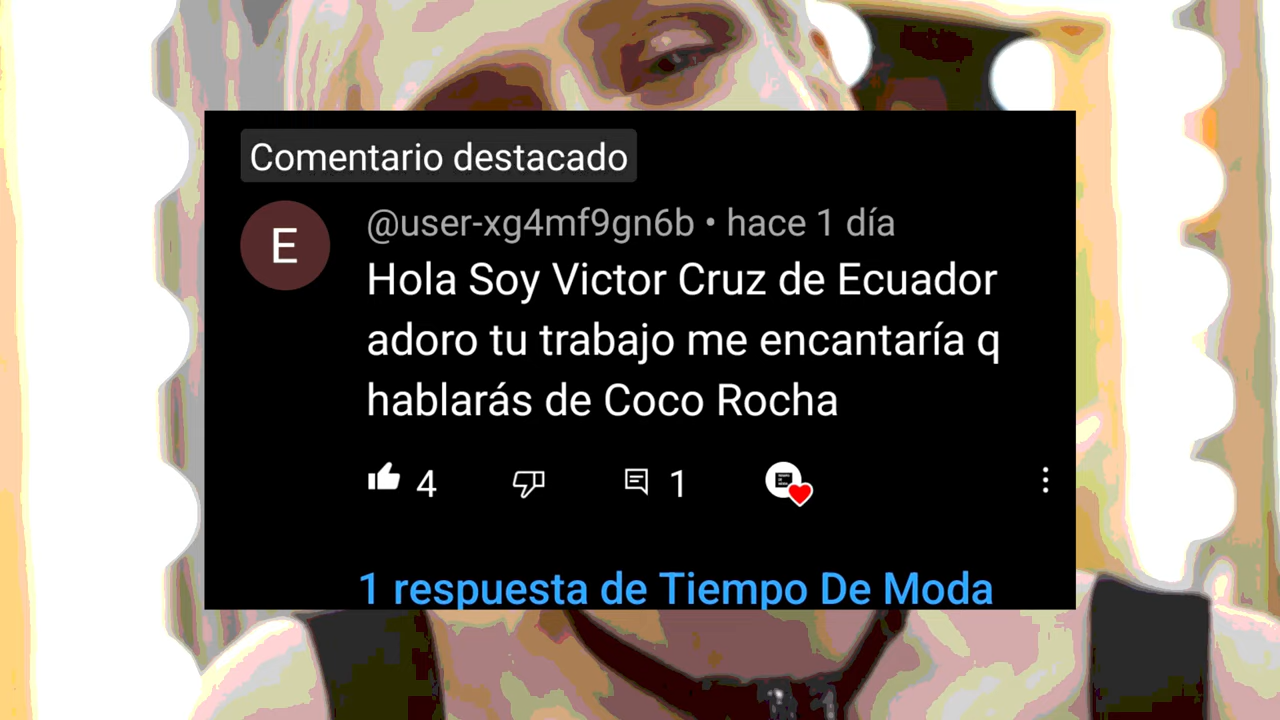 Comentario destacado
E
@user-xg4mf9gn6b • hace 1 día
Hola Soy Victor Cruz de Ecuador
adoro tu trabajo me encantaría q
hablarás de Coco Rocha
4
1
1 respuesta de Tiempo De Moda